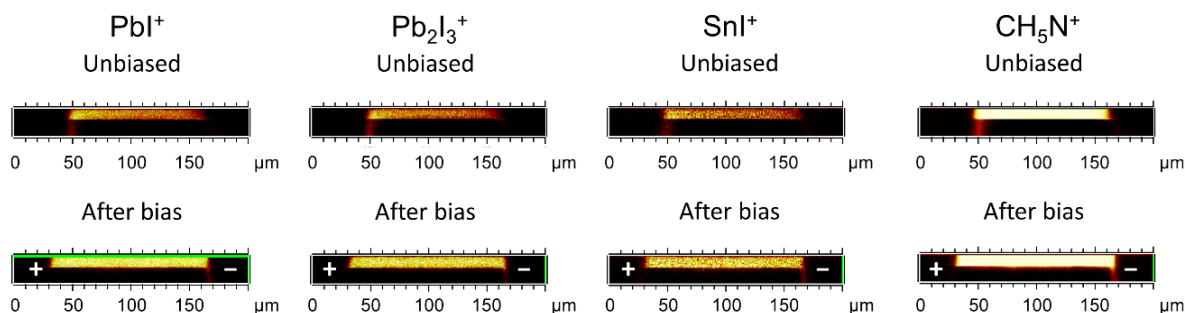 PbI⁺ Pb₂I₃⁺ SnI⁺ CH₅N⁺
Unbiased Unbiased Unbiased Unbiased
0 50 100 150 µm 0 50 100 150 µm 0 50 100 150 µm 0 50 100 150 µm
After bias After bias After bias After bias
+ − + − + − + −
0 50 100 150 µm 0 50 100 150 µm 0 50 100 150 µm 0 50 100 150 µm